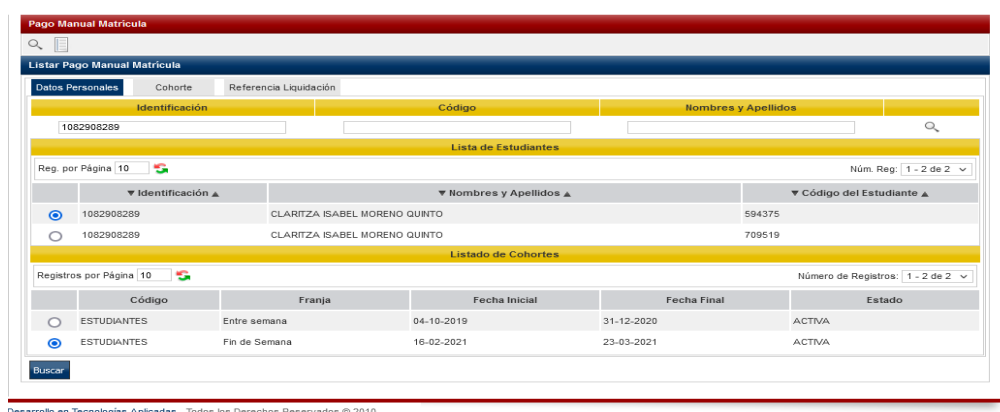 Pago Manual Matrícula
Listar Pago Manual Matrícula
Datos Personales Cohorte Referencia Liquidación
Identificación Código Nombres y Apellidos
1082908289
Lista de Estudiantes
Reg. por Página 10 Núm. Reg: 1 - 2 de 2
▼ Identificación ▲ ▼ Nombres y Apellidos ▲ ▼ Código del Estudiante ▲
1082908289 CLARITZA ISABEL MORENO QUINTO 594375
1082908289 CLARITZA ISABEL MORENO QUINTO 709519
Listado de Cohortes
Registros por Página 10 Número de Registros: 1 - 2 de 2
Código Franja Fecha Inicial Fecha Final Estado
ESTUDIANTES Entre semana 04-10-2019 31-12-2020 ACTIVA
ESTUDIANTES Fin de Semana 16-02-2021 23-03-2021 ACTIVA
Buscar
Desarrollo en Tecnologías Aplicadas - Todos los Derechos Reservados © 2010